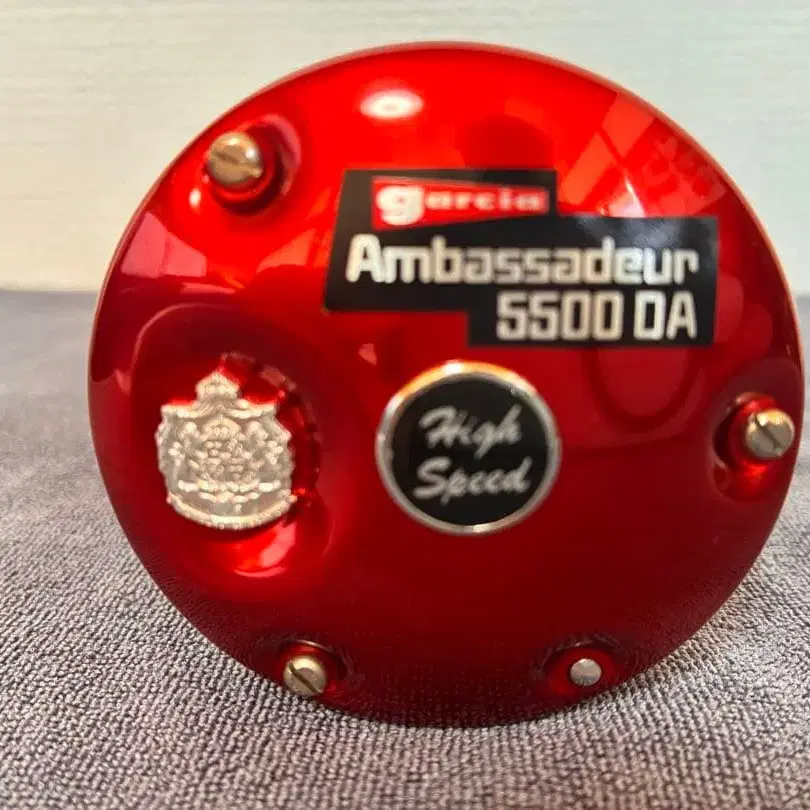 garcia
Ambassadeur
5500 DA
High
Speed